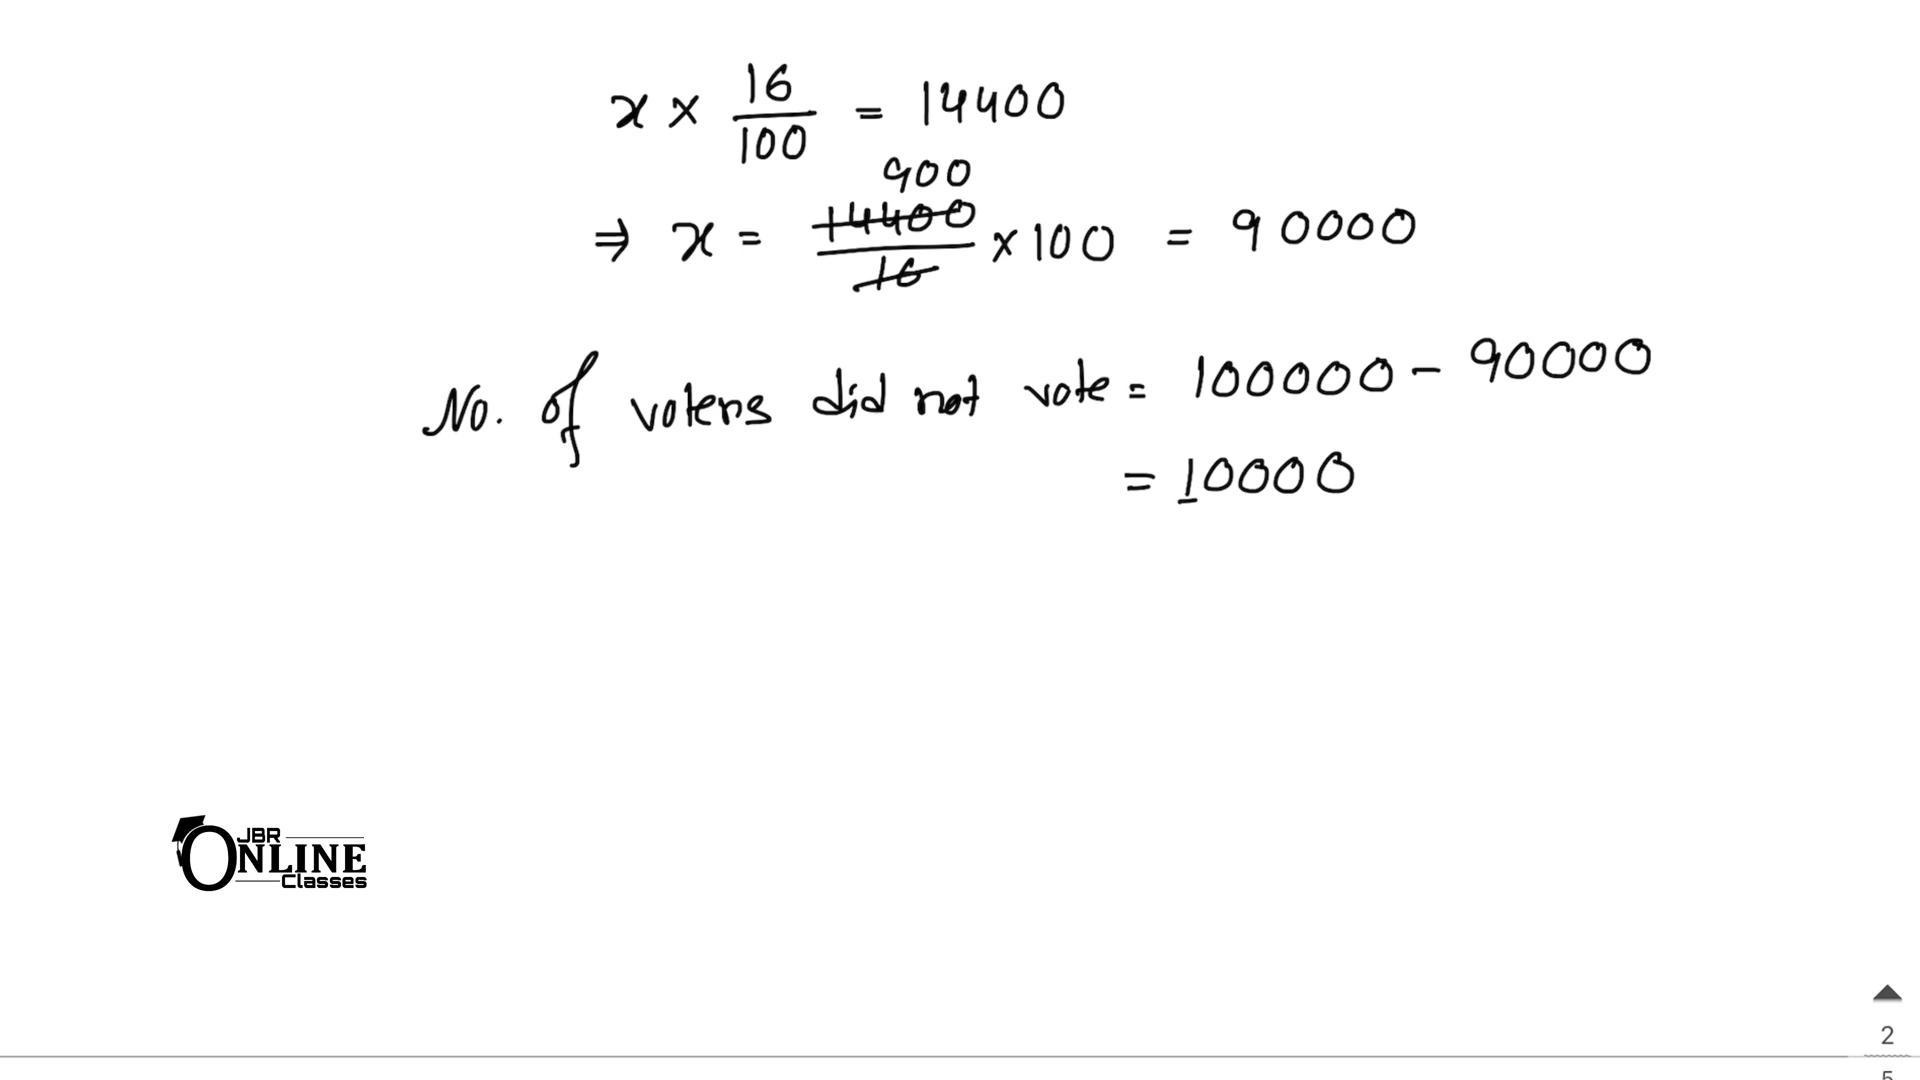 x × 16/100 = 14400
900
⇒ x = 14400/16 × 100 = 90000
No. of voters did not vote = 100000 - 90000
= 10000
JBR
ONLINE
Classes
2